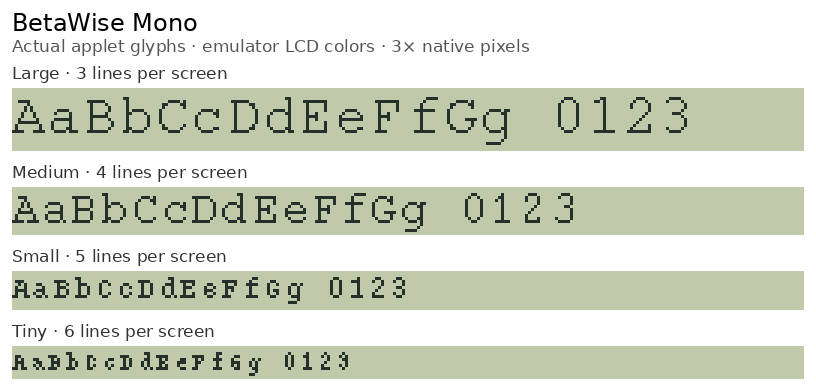 BetaWise Mono
Actual applet glyphs · emulator LCD colors · 3× native pixels
Large · 3 lines per screen
AaBbCcDdEeFfGg 0123
Medium · 4 lines per screen
AaBbCcDdEeFfGg 0123
Small · 5 lines per screen
AaBbCcDdEeFfGg 0123
Tiny · 6 lines per screen
AaBbCcDdEeFfGg 0123